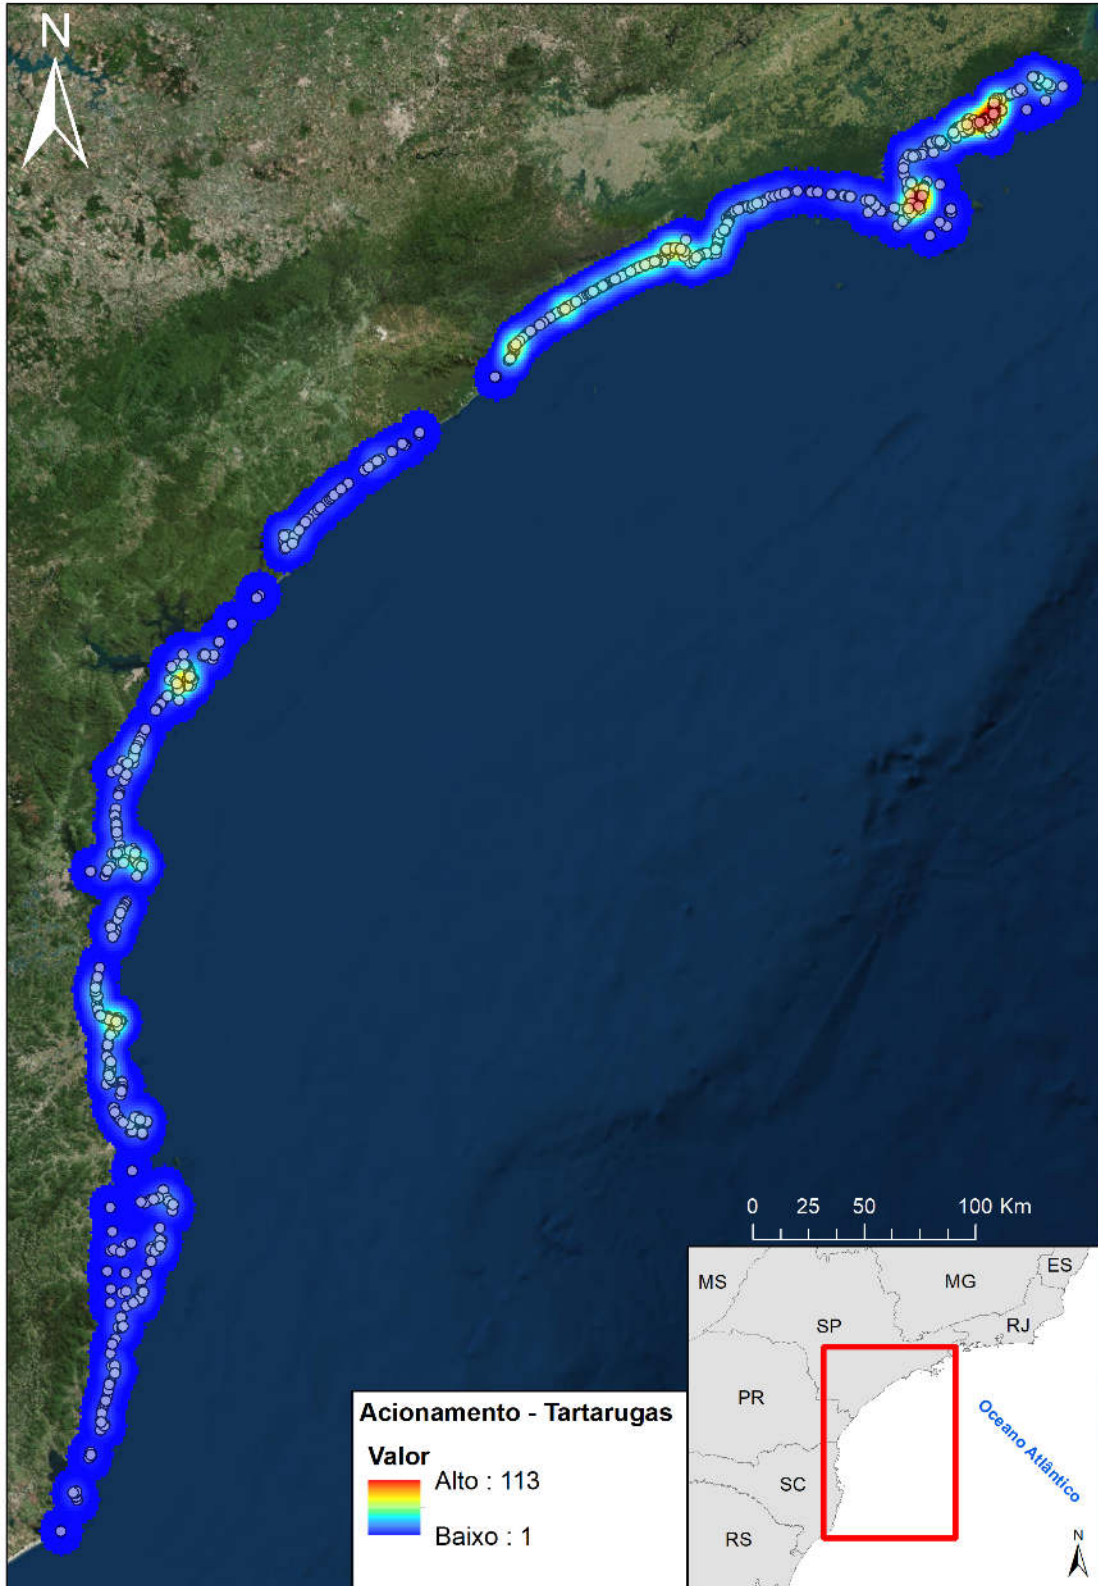 N
0 25 50 100 Km
Acionamento - Tartarugas
Valor
Alto : 113
Baixo : 1
MS
MG
ES
SP
RJ
PR
Oceano Atlântico
SC
RS
N